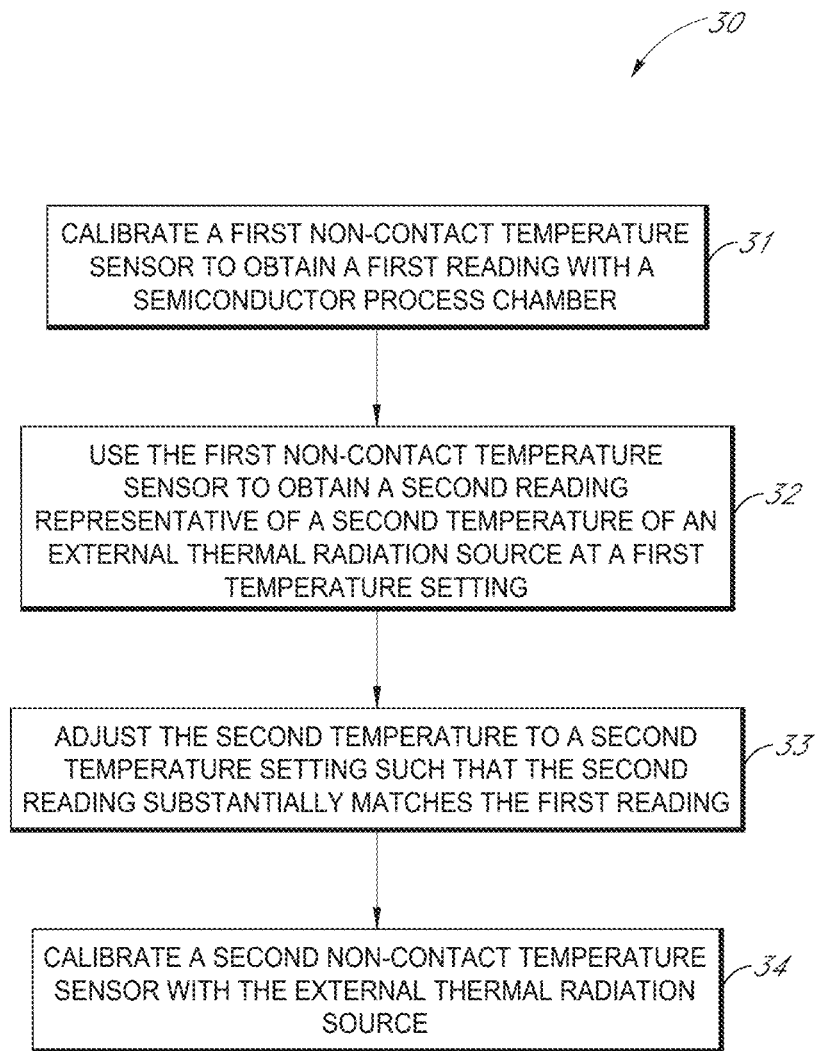 30
CALIBRATE A FIRST NON-CONTACT TEMPERATURE
SENSOR TO OBTAIN A FIRST READING WITH A
SEMICONDUCTOR PROCESS CHAMBER
31
USE THE FIRST NON-CONTACT TEMPERATURE
SENSOR TO OBTAIN A SECOND READING
REPRESENTATIVE OF A SECOND TEMPERATURE OF AN
EXTERNAL THERMAL RADIATION SOURCE AT A FIRST
TEMPERATURE SETTING
32
ADJUST THE SECOND TEMPERATURE TO A SECOND
TEMPERATURE SETTING SUCH THAT THE SECOND
READING SUBSTANTIALLY MATCHES THE FIRST READING
33
CALIBRATE A SECOND NON-CONTACT TEMPERATURE
SENSOR WITH THE EXTERNAL THERMAL RADIATION
SOURCE
34